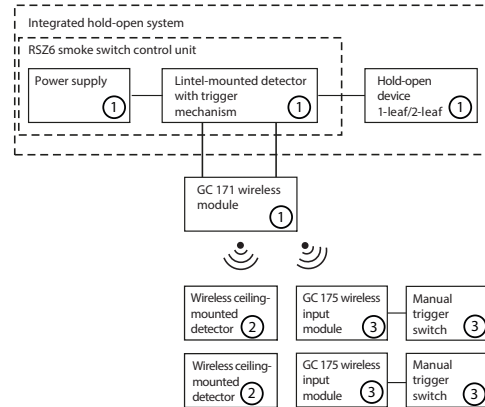 Integrated hold-open system
RSZ6 smoke switch control unit
Power supply
1
Lintel-mounted detector
with trigger
mechanism
1
Hold-open
device
1-leaf/2-leaf
1
GC 171 wireless
module
1
Wireless ceiling-
mounted
detector
2
GC 175 wireless
input
module
3
Manual
trigger
switch
3
Wireless ceiling-
mounted
detector
2
GC 175 wireless
input
module
3
Manual
trigger
switch
3